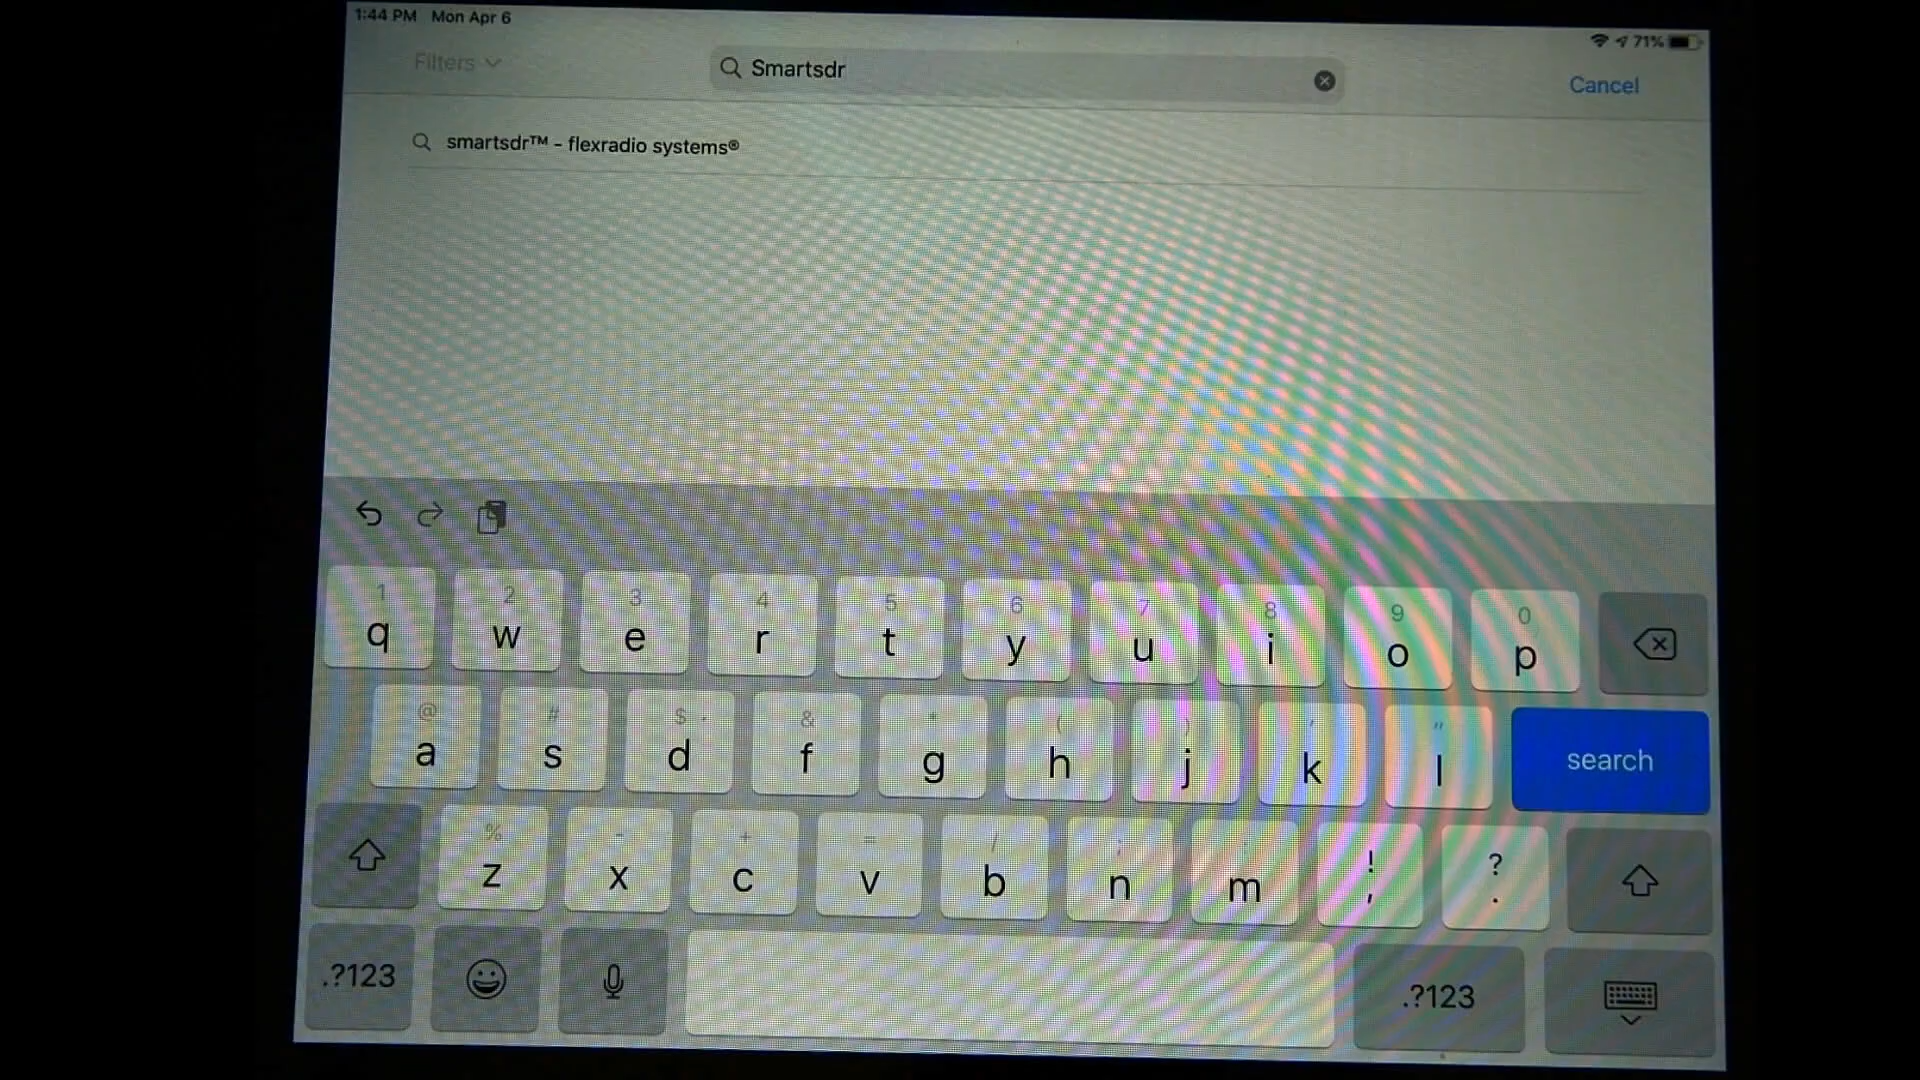 1:44 PM Mon Apr 6
71%
Filters
Smartsdr
Cancel
smartsdr™ - flexradio systems®
1 2 3 4 5 6 7 8 9 0
q w e r t y u i o p
@ # $ & * ( ) ' "
a s d f g h j k l search
% - + = / ; : ! ?
z x c v b n m , .
.?123 .?123